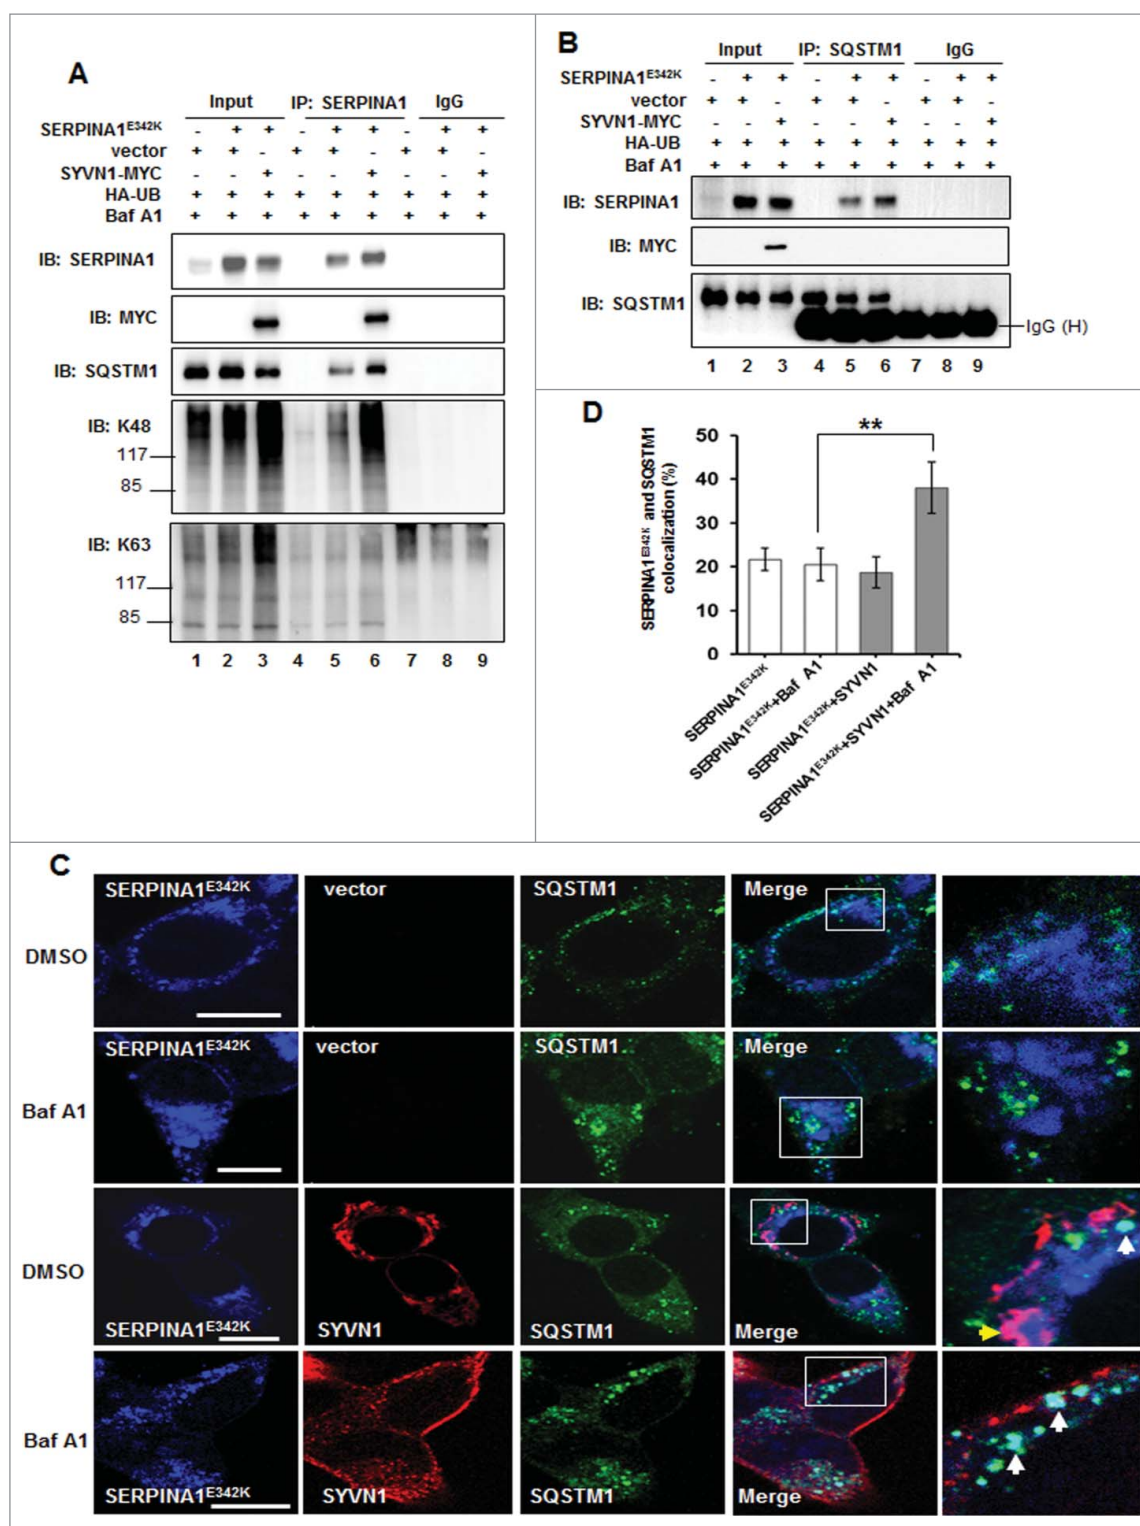 A
Input IP: SERPINA1 IgG
SERPINA1E342K - + + - + + - + +
vector + + - + + - + + -
SYVN1-MYC - - + - - + - - +
HA-UB + + + + + + + + +
Baf A1 + + + + + + + + +
IB: SERPINA1
IB: MYC
IB: SQSTM1
IB: K48
117
85
IB: K63
117
85
1 2 3 4 5 6 7 8 9
B
Input IP: SQSTM1 IgG
SERPINA1E342K - + + - + + - + +
vector + + - + + - + + -
SYVN1-MYC - - + - - + - - +
HA-UB + + + + + + + + +
Baf A1 + + + + + + + + +
IB: SERPINA1
IB: MYC
IB: SQSTM1
IgG (H)
1 2 3 4 5 6 7 8 9
D
SERPINA1E342K and SQSTM1
colocalization (%)
50
40
30
20
10
0
**
SERPINA1E342K
SERPINA1E342K+Baf A1
SERPINA1E342K+SYVN1
SERPINA1E342K+SYVN1+Baf A1
C
DMSO
SERPINA1E342K vector SQSTM1 Merge
Baf A1
SERPINA1E342K vector SQSTM1 Merge
DMSO
SERPINA1E342K SYVN1 SQSTM1 Merge
Baf A1
SERPINA1E342K SYVN1 SQSTM1 Merge